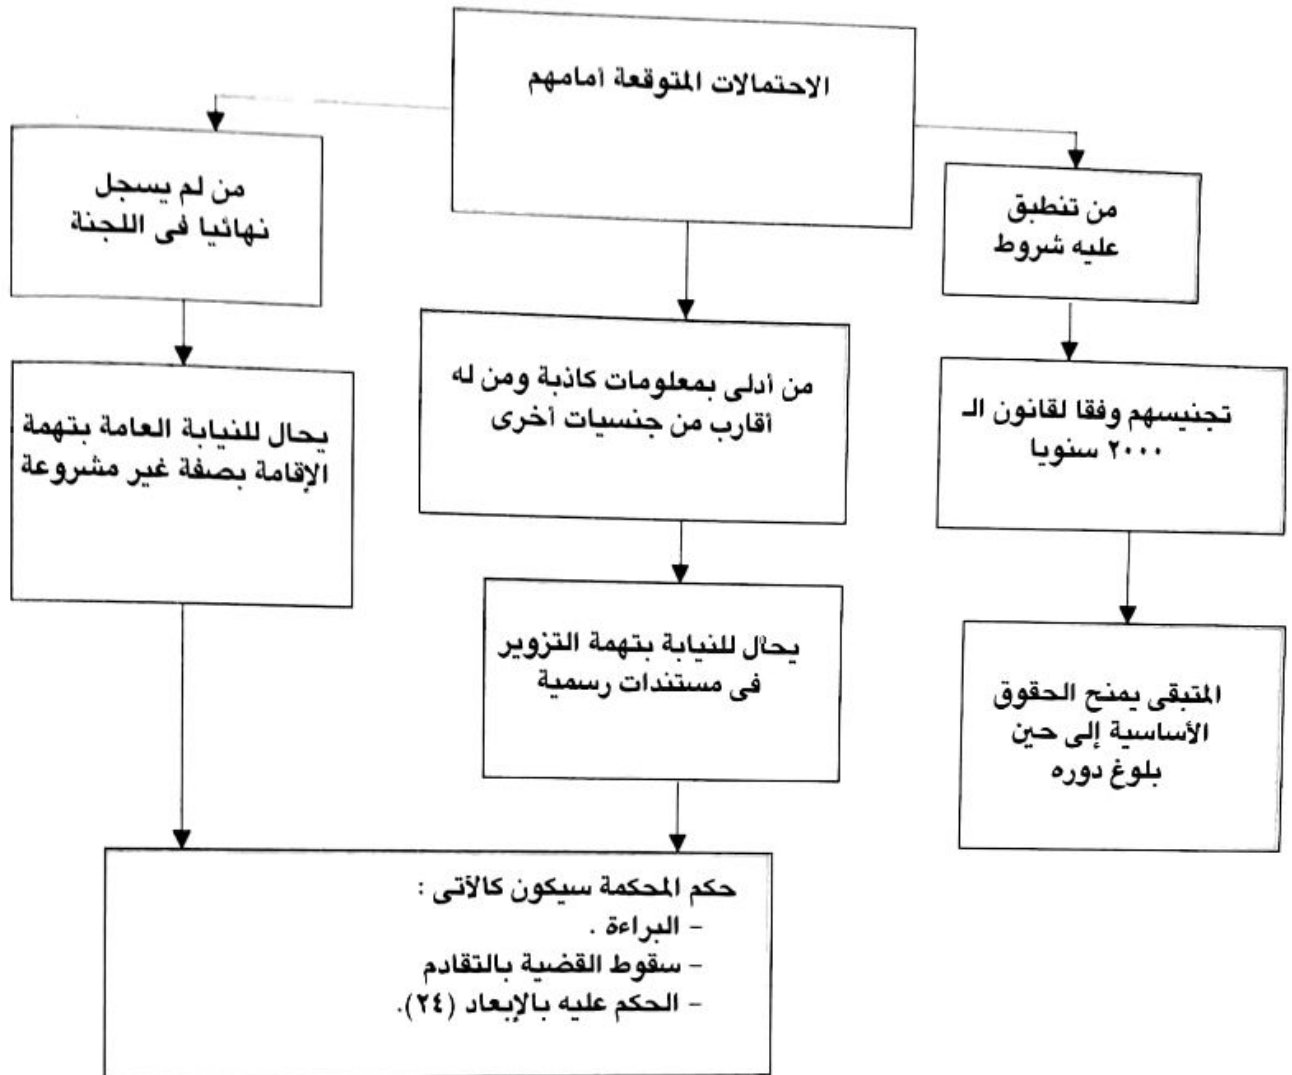 الاحتمالات المتوقعة أمامهم
من تنطبق
عليه شروط
تجنيسهم وفقا لقانون الـ
٢٠٠٠ سنويا
المتبقى يمنح الحقوق
الأساسية إلى حين
بلوغ دوره
من أدلى بمعلومات كاذبة ومن له
أقارب من جنسيات أخرى
يحال للنيابة بتهمة التزوير
فى مستندات رسمية
من لم يسجل
نهائيا فى اللجنة
يحال للنيابة العامة بتهمة
الإقامة بصفة غير مشروعة
حكم المحكمة سيكون كالآتى :
– البراءة .
– سقوط القضية بالتقادم
– الحكم عليه بالإبعاد (٢٤).